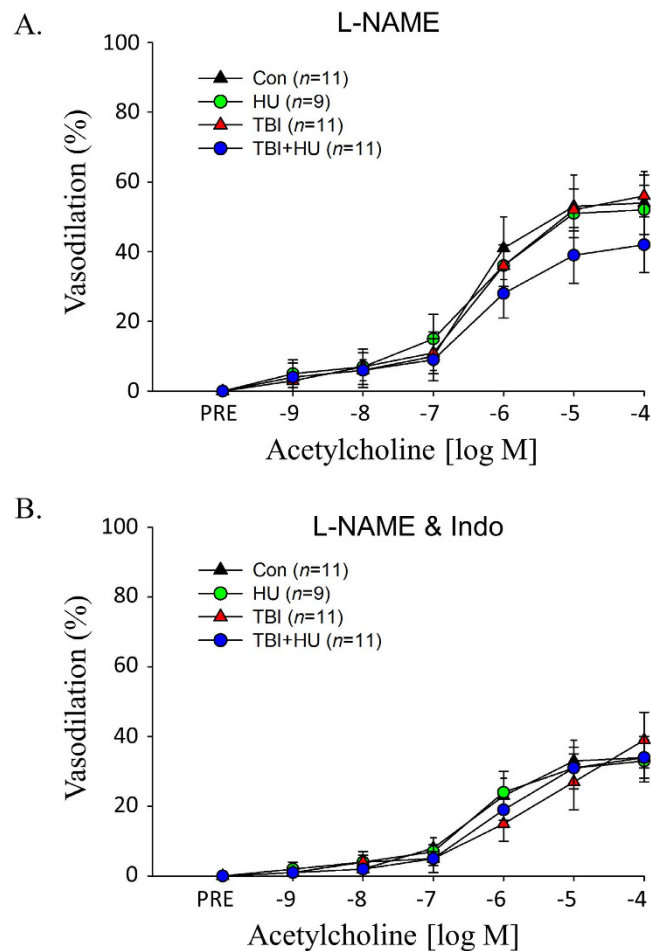 A.
L-NAME
100
80
60
40
20
0
Vasodilation (%)
Con (n=11)
HU (n=9)
TBI (n=11)
TBI+HU (n=11)
PRE -9 -8 -7 -6 -5 -4
Acetylcholine [log M]
B.
L-NAME & Indo
100
80
60
40
20
0
Vasodilation (%)
Con (n=11)
HU (n=9)
TBI (n=11)
TBI+HU (n=11)
PRE -9 -8 -7 -6 -5 -4
Acetylcholine [log M]